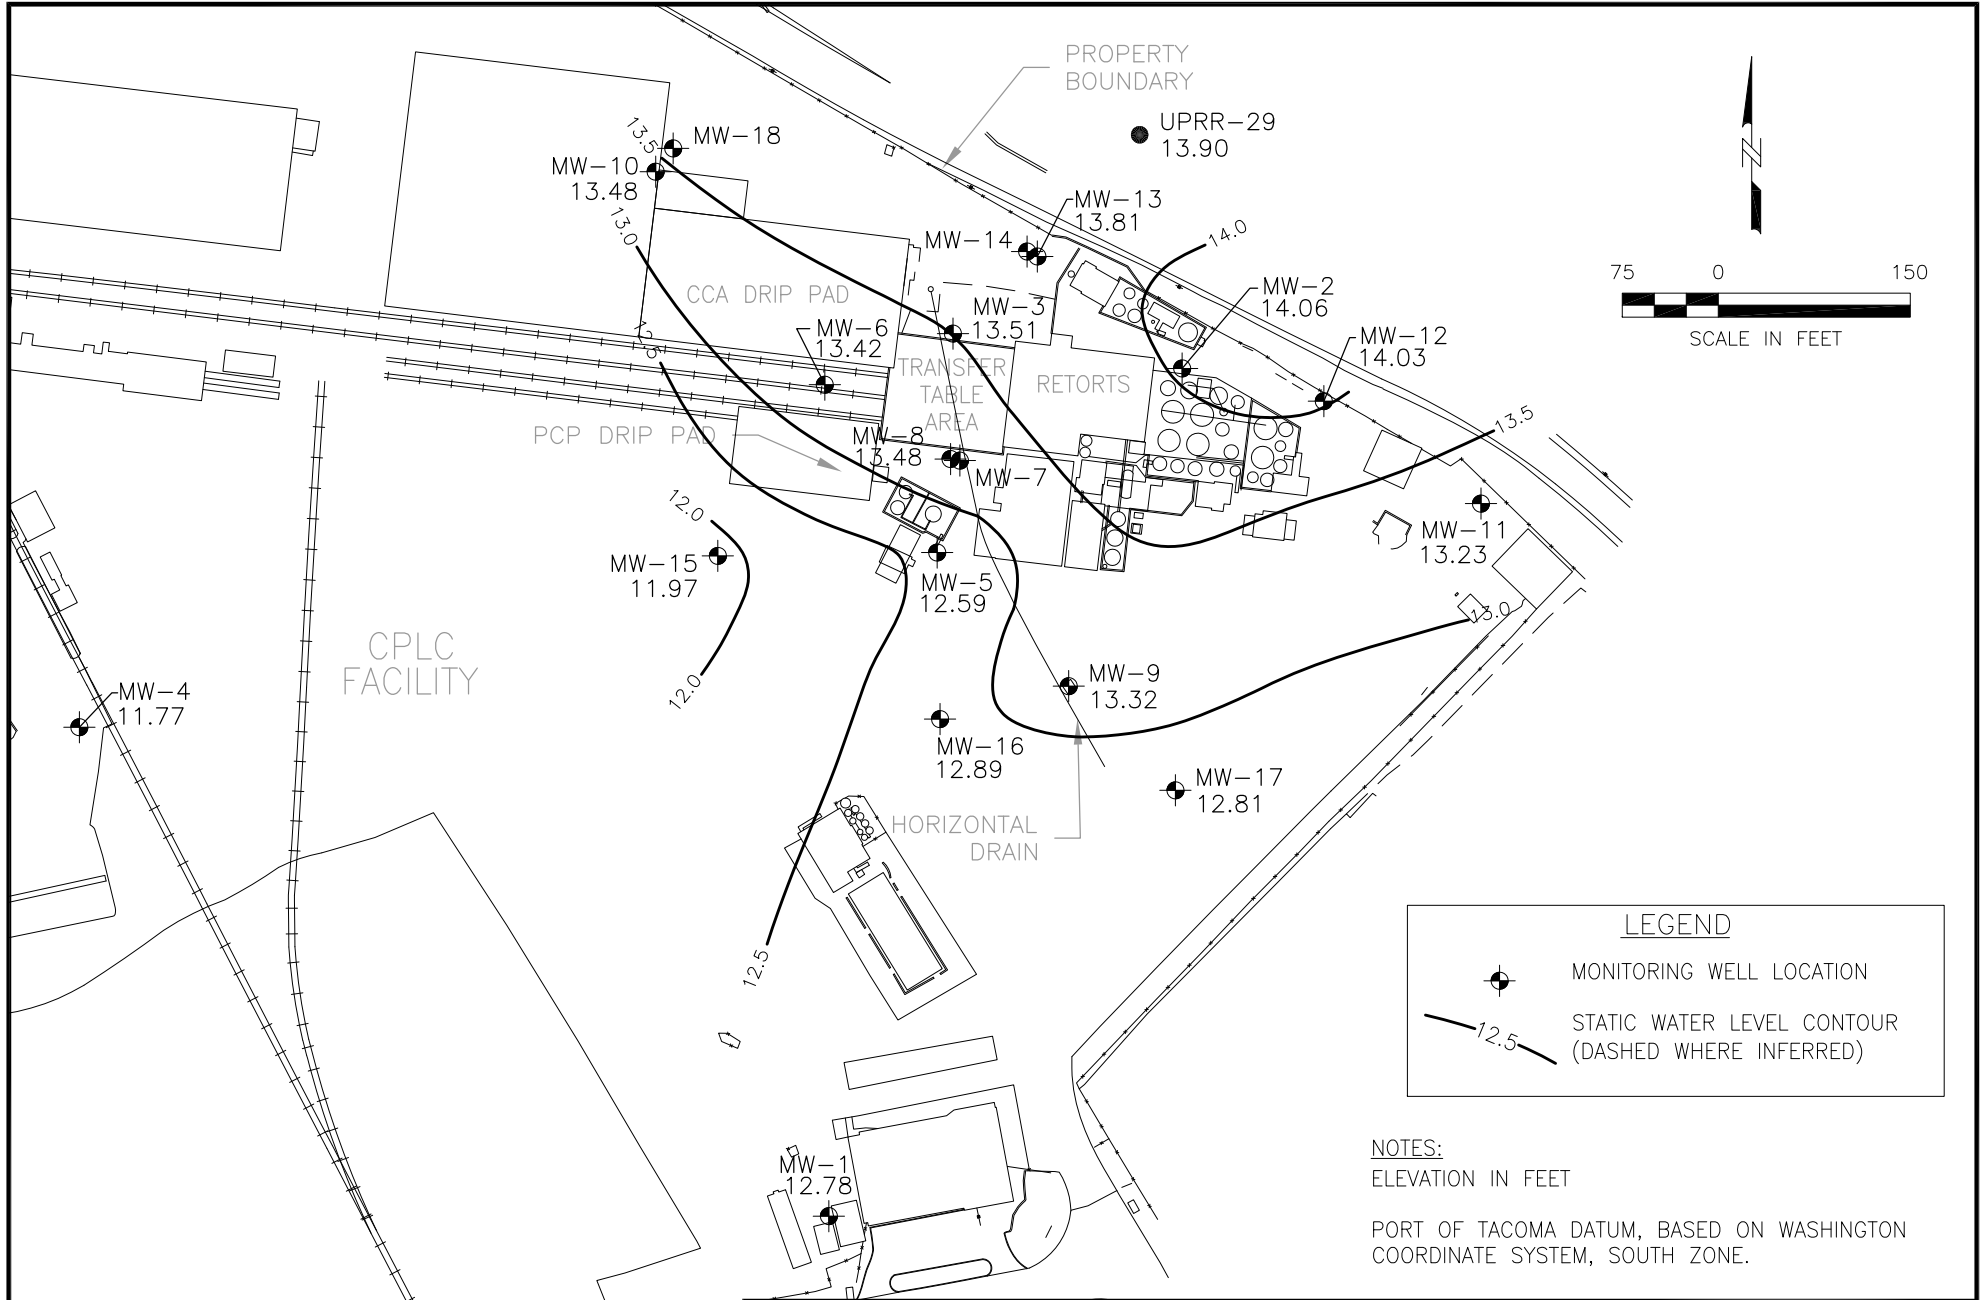 PROPERTY
BOUNDARY
UPRR-29
13.90
MW-18
13.5
MW-10
13.48
13.0
MW-13
13.81
MW-14
14.0
N
75 0 150
SCALE IN FEET
CCA DRIP PAD
MW-3
13.51
MW-2
14.06
MW-6
13.42
12.5
MW-12
14.03
TRANSFER
TABLE
AREA
RETORTS
PCP DRIP PAD
MW-8
13.48
MW-7
13.5
12.0
MW-15
11.97
MW-5
12.59
MW-11
13.23
13.0
CPLC
FACILITY
12.0
MW-4
11.77
MW-9
13.32
MW-16
12.89
MW-17
12.81
HORIZONTAL
DRAIN
12.5
MW-1
12.78
LEGEND
MONITORING WELL LOCATION
12.5
STATIC WATER LEVEL CONTOUR
(DASHED WHERE INFERRED)
NOTES:
ELEVATION IN FEET
PORT OF TACOMA DATUM, BASED ON WASHINGTON
COORDINATE SYSTEM, SOUTH ZONE.